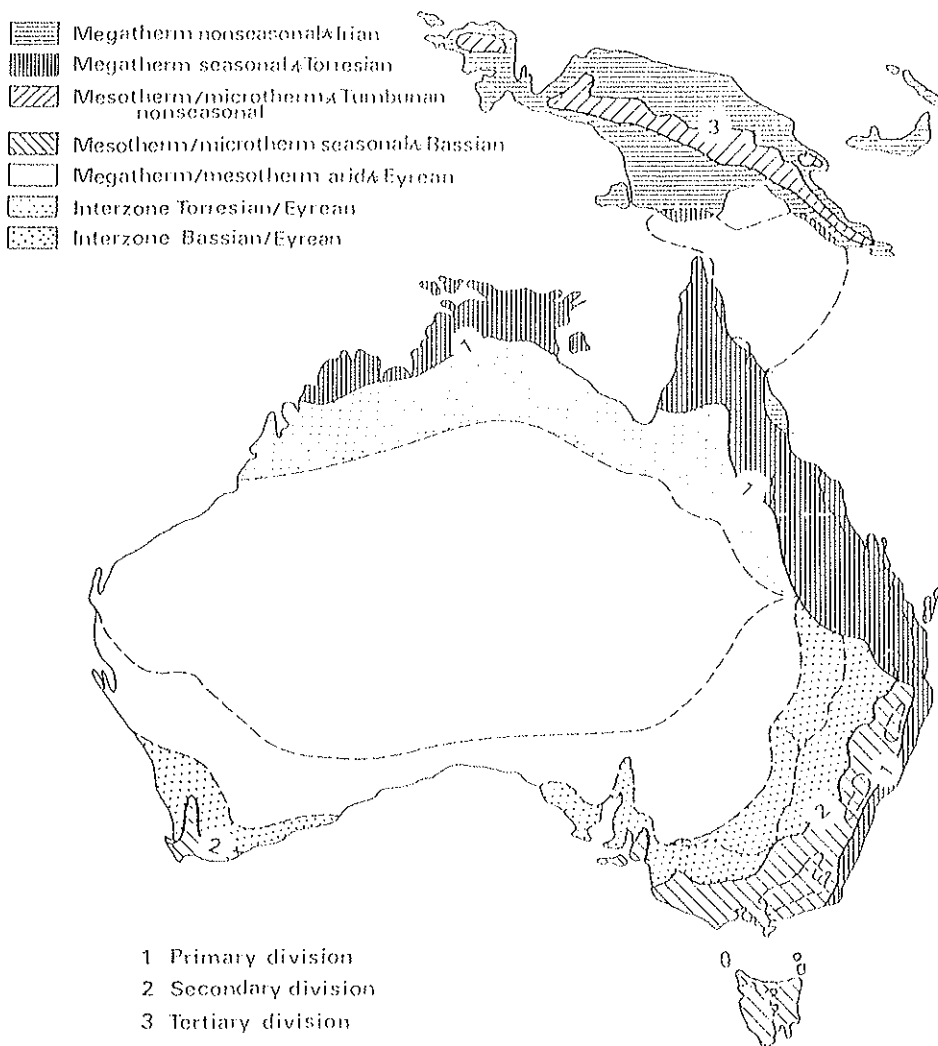 Megatherm nonseasonal & Irian
Megatherm seasonal & Torresian
Mesotherm/microtherm & Tumbunan
nonseasonal
Mesotherm/microtherm seasonal & Bassian
Megatherm/mesotherm arid & Eyrean
Interzone Torresian/Eyrean
Interzone Bassian/Eyrean
3
1
1
1
2
2
1 Primary division
2 Secondary division
3 Tertiary division